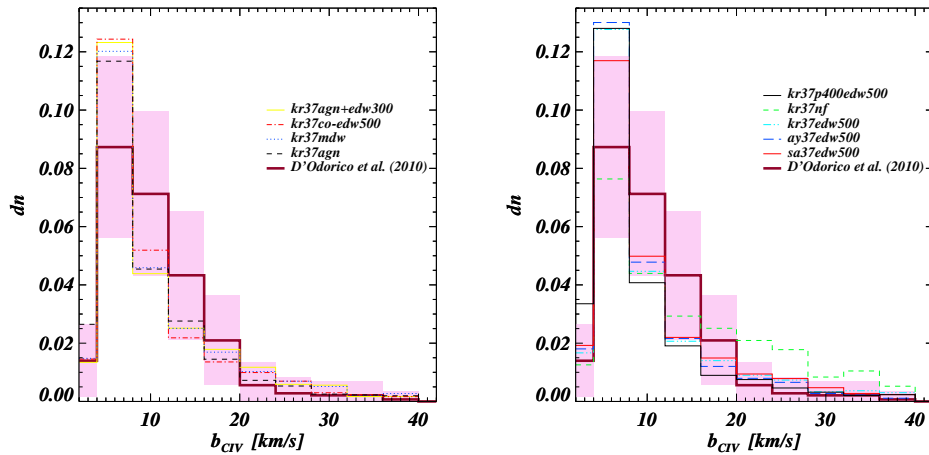 0.12
0.10
0.08
0.06
0.04
0.02
0.00
dn
kr37agn+edw300
kr37co-edw500
kr37mdw
kr37agn
D'Odorico et al. (2010)
10
20
30
40
b_CIV [km/s]
0.12
0.10
0.08
0.06
0.04
0.02
0.00
dn
kr37p400edw500
kr37nf
kr37edw500
ay37edw500
sa37edw500
D'Odorico et al. (2010)
10
20
30
40
b_CIV [km/s]